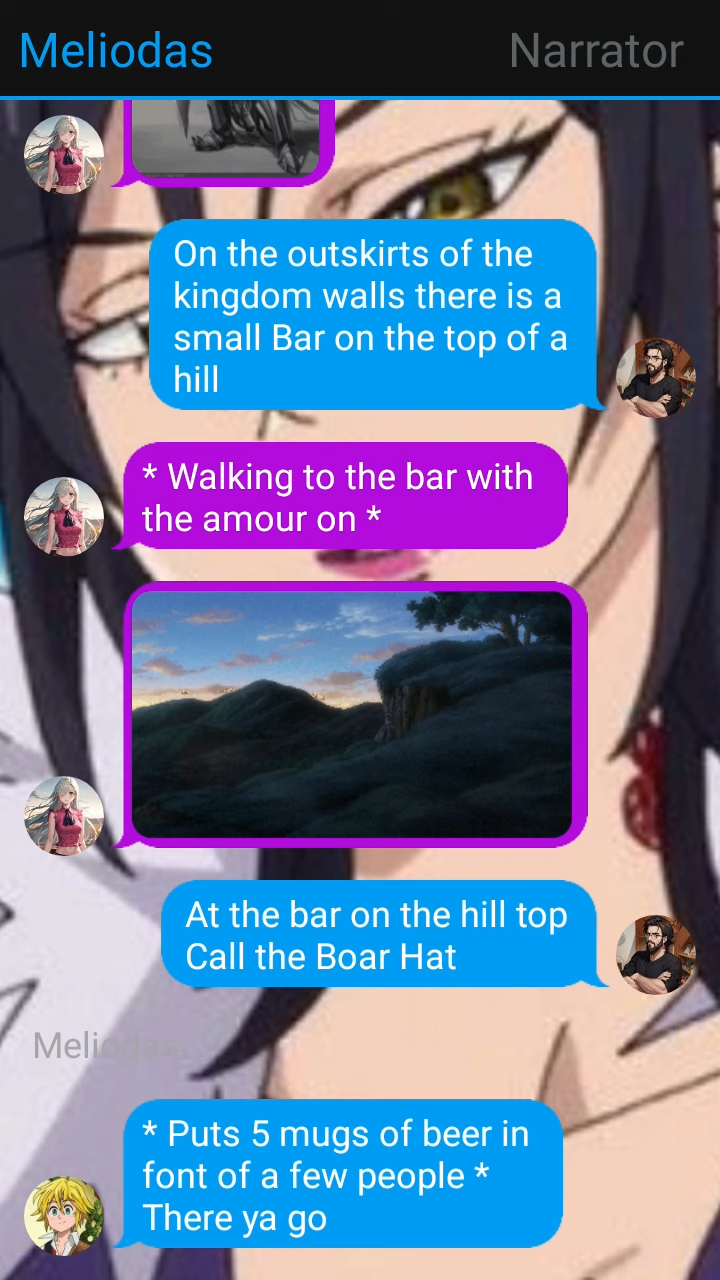 Meliodas
Narrator
On the outskirts of the
kingdom walls there is a
small Bar on the top of a
hill
* Walking to the bar with
the amour on *
At the bar on the hill top
Call the Boar Hat
Meliodas
* Puts 5 mugs of beer in
font of a few people *
There ya go